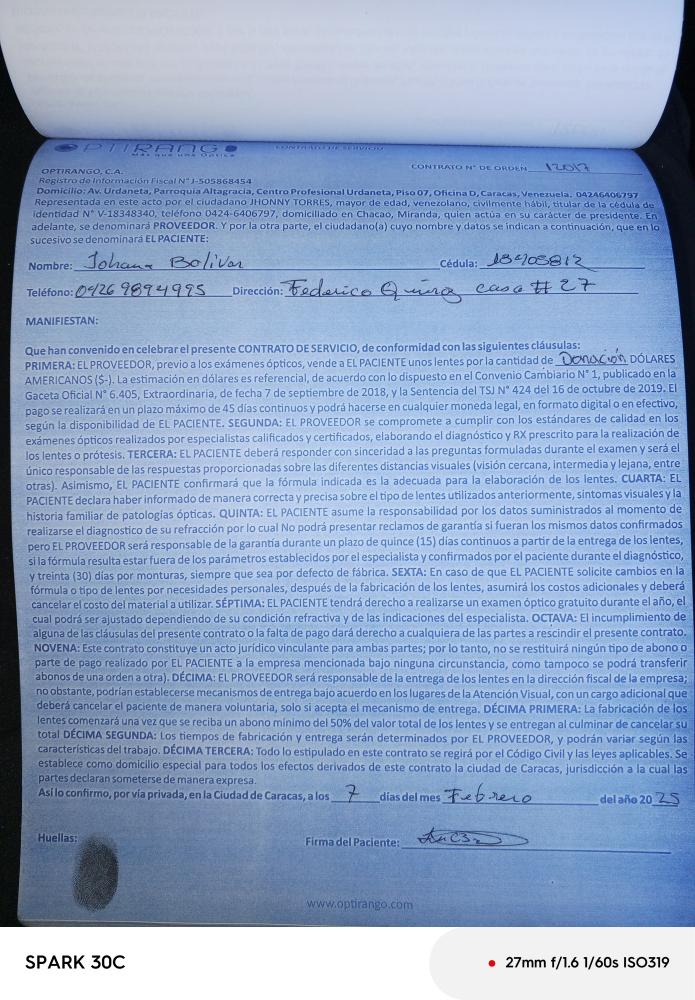 OPTIRANGO
Más que una Óptica
CONTRATO DE SERVICIO
CONTRATO N° DE ORDEN 12017
OPTIRANGO, C.A.
Registro de Información Fiscal N° J-505868454
Domicilio: Av. Urdaneta, Parroquia Altagracia, Centro Profesional Urdaneta, Piso 07, Oficina D, Caracas, Venezuela. 04246406797
Representada en este acto por el ciudadano JHONNY TORRES, mayor de edad, venezolano, civilmente hábil, titular de la cédula de
identidad N° V-18348340, teléfono 0424-6406797, domiciliado en Chacao, Miranda, quien actúa en su carácter de presidente. En
adelante, se denominará PROVEEDOR. Y por la otra parte, el ciudadano(a) cuyo nombre y datos se indican a continuación, que en lo
sucesivo se denominará EL PACIENTE:
Nombre: Johana Bolivar Cédula: 18405812
Teléfono: 04269894995 Dirección: Federico Quiroz casa # 27
MANIFIESTAN:
Que han convenido en celebrar el presente CONTRATO DE SERVICIO, de conformidad con las siguientes cláusulas:
PRIMERA: EL PROVEEDOR, previo a los exámenes ópticos, vende a EL PACIENTE unos lentes por la cantidad de Donación DÓLARES
AMERICANOS ($-). La estimación en dólares es referencial, de acuerdo con lo dispuesto en el Convenio Cambiario N° 1, publicado en la
Gaceta Oficial N° 6.405, Extraordinaria, de fecha 7 de septiembre de 2018, y la Sentencia del TSJ N° 424 del 16 de octubre de 2019. El
pago se realizará en un plazo máximo de 45 días continuos y podrá hacerse en cualquier moneda legal, en formato digital o en efectivo,
según la disponibilidad de EL PACIENTE. SEGUNDA: EL PROVEEDOR se compromete a cumplir con los estándares de calidad en los
exámenes ópticos realizados por especialistas calificados y certificados, elaborando el diagnóstico y RX prescrito para la realización de
los lentes o prótesis. TERCERA: EL PACIENTE deberá responder con sinceridad a las preguntas formuladas durante el examen y será el
único responsable de las respuestas proporcionadas sobre las diferentes distancias visuales (visión cercana, intermedia y lejana, entre
otras). Asimismo, EL PACIENTE confirmará que la fórmula indicada es la adecuada para la elaboración de los lentes. CUARTA: EL
PACIENTE declara haber informado de manera correcta y precisa sobre el tipo de lentes utilizados anteriormente, síntomas visuales y la
historia familiar de patologías ópticas. QUINTA: EL PACIENTE asume la responsabilidad por los datos suministrados al momento de
realizarse el diagnostico de su refracción por lo cual No podrá presentar reclamos de garantía si fueran los mismos datos confirmados
pero EL PROVEEDOR será responsable de la garantía durante un plazo de quince (15) días continuos a partir de la entrega de los lentes,
si la fórmula resulta estar fuera de los parámetros establecidos por el especialista y confirmados por el paciente durante el diagnóstico,
y treinta (30) días por monturas, siempre que sea por defecto de fábrica. SEXTA: En caso de que EL PACIENTE solicite cambios en la
fórmula o tipo de lentes por necesidades personales, después de la fabricación de los lentes, asumirá los costos adicionales y deberá
cancelar el costo del material a utilizar. SÉPTIMA: EL PACIENTE tendrá derecho a realizarse un examen óptico gratuito durante el año, el
cual podrá ser ajustado dependiendo de su condición refractiva y de las indicaciones del especialista. OCTAVA: El incumplimiento de
alguna de las cláusulas del presente contrato o la falta de pago dará derecho a cualquiera de las partes a rescindir el presente contrato.
NOVENA: Este contrato constituye un acto jurídico vinculante para ambas partes; por lo tanto, no se restituirá ningún tipo de abono o
parte de pago realizado por EL PACIENTE a la empresa mencionada bajo ninguna circunstancia, como tampoco se podrá transferir
abonos de una orden a otra). DÉCIMA: EL PROVEEDOR será responsable de la entrega de los lentes en la dirección fiscal de la empresa;
no obstante, podrían establecerse mecanismos de entrega bajo acuerdo en los lugares de la Atención Visual, con un cargo adicional que
deberá cancelar el paciente de manera voluntaria, solo si acepta el mecanismo de entrega. DÉCIMA PRIMERA: La fabricación de los
lentes comenzará una vez que se reciba un abono mínimo del 50% del valor total de los lentes y se entregan al culminar de cancelar su
total DÉCIMA SEGUNDA: Los tiempos de fabricación y entrega serán determinados por EL PROVEEDOR, y podrán variar según las
características del trabajo. DÉCIMA TERCERA: Todo lo estipulado en este contrato se regirá por el Código Civil y las leyes aplicables. Se
establece como domicilio especial para todos los efectos derivados de este contrato la ciudad de Caracas, jurisdicción a la cual las
partes declaran someterse de manera expresa.
Así lo confirmo, por vía privada, en la Ciudad de Caracas, a los 7 días del mes Febrero del año 2025
Huellas:
Firma del Paciente:
www.optirango.com
SPARK 30C
27mm f/1.6 1/60s ISO319